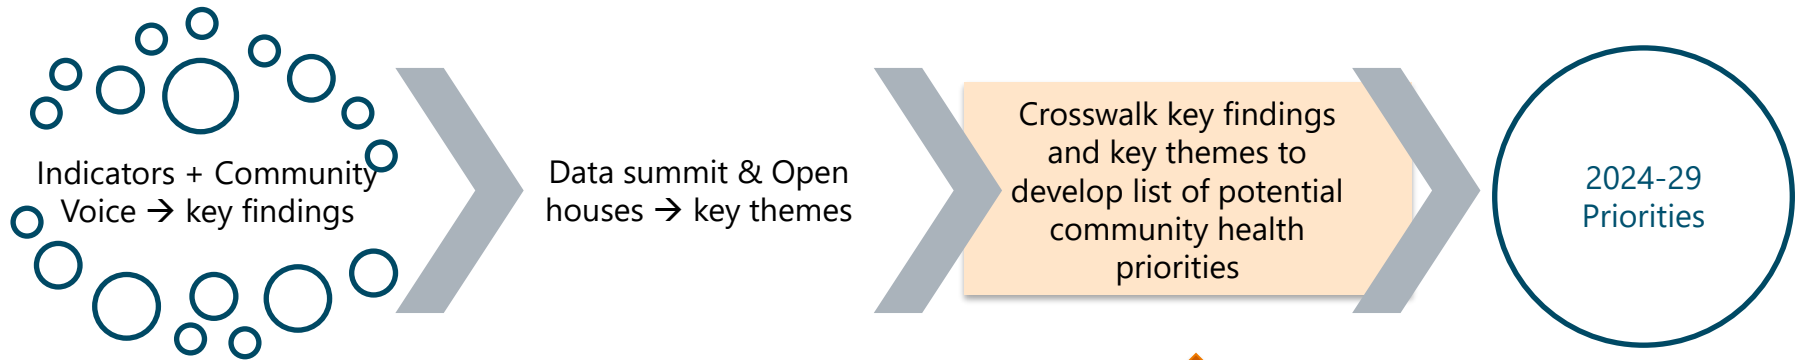 Indicators + Community
Voice → key findings
Data summit & Open
houses → key themes
Crosswalk key findings
and key themes to
develop list of potential
community health
priorities
2024-29
Priorities